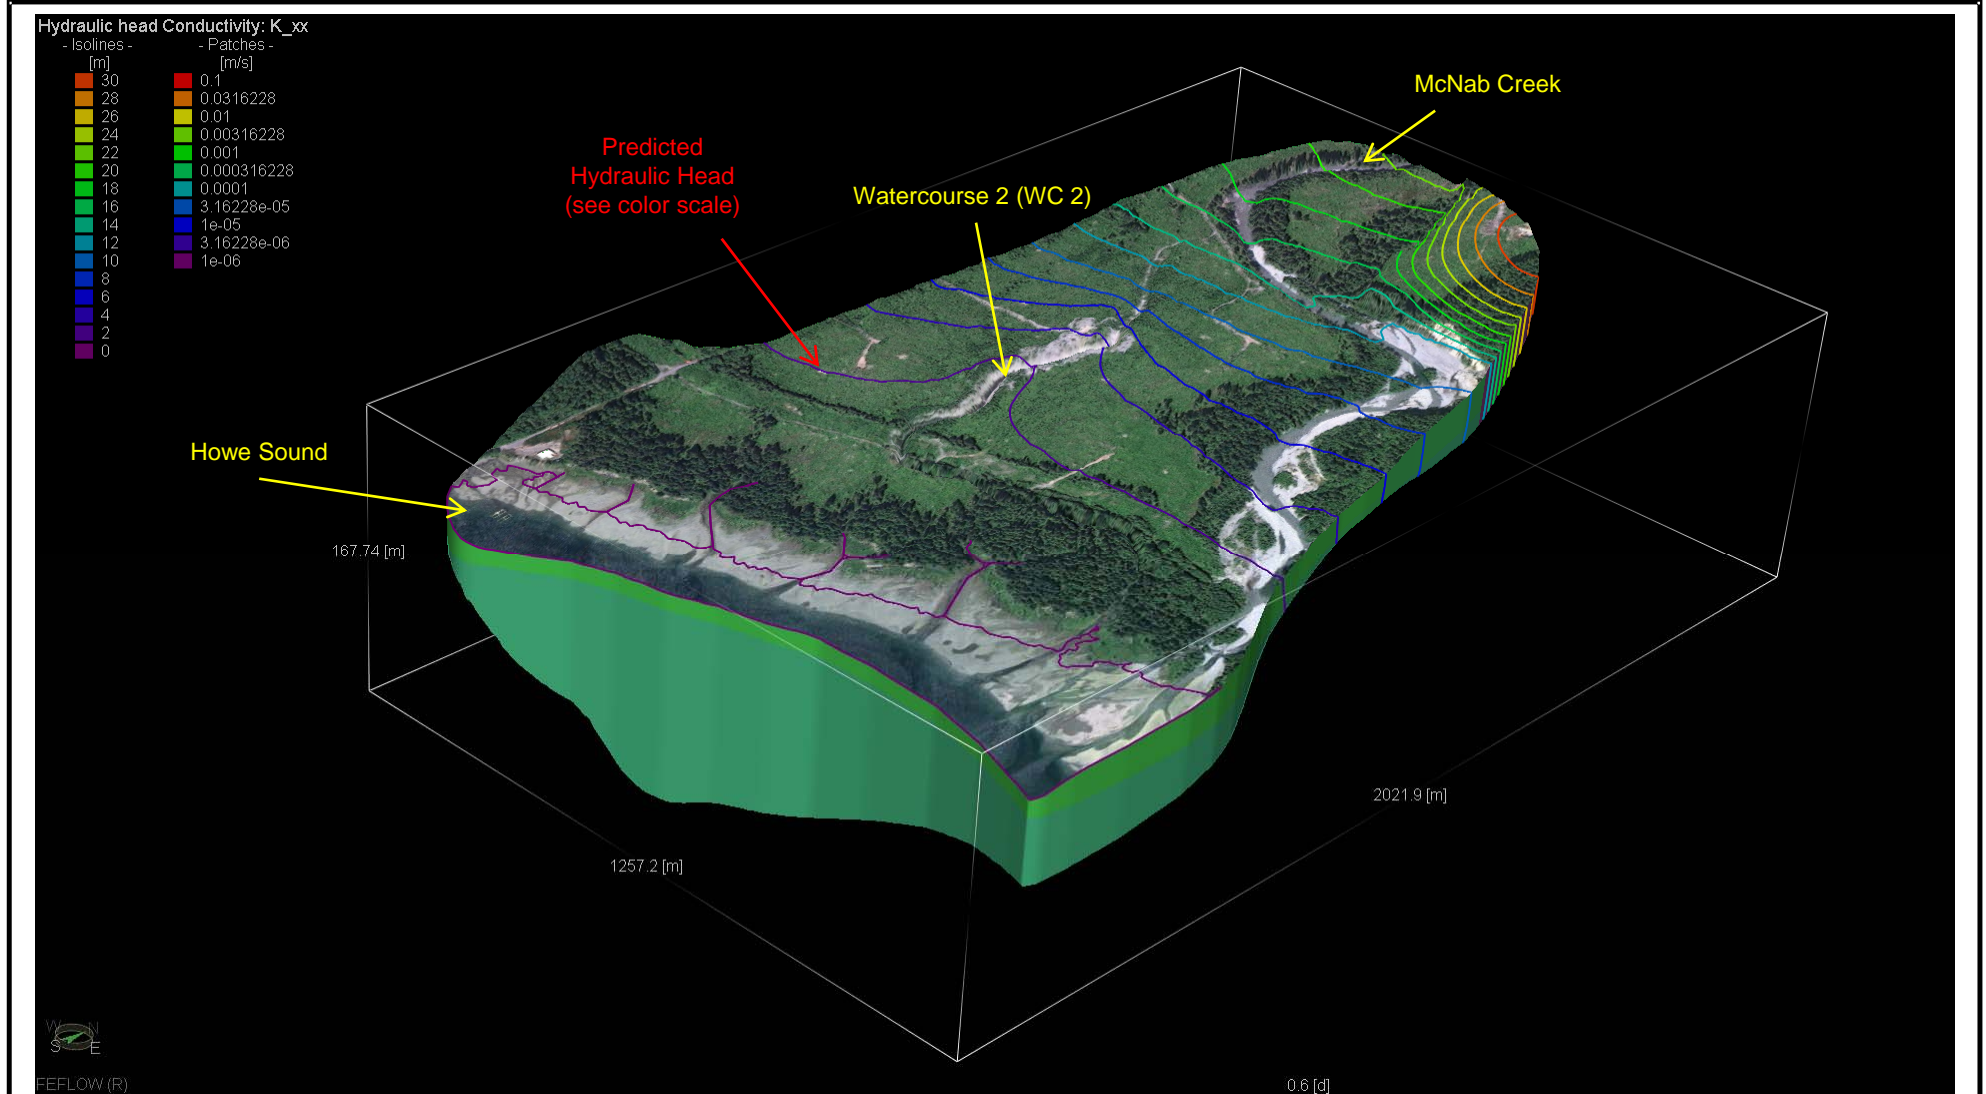 Hydraulic head Conductivity: K_xx
- Isolines - - Patches -
[m] [m/s]
30 0.1
28 0.0316228
26 0.01
24 0.00316228
22 0.001
20 0.000316228
18 0.0001
16 3.16228e-05
14 1e-05
12 3.16228e-06
10 1e-06
8
6
4
2
0
McNab Creek
Predicted
Hydraulic Head
(see color scale)
Watercourse 2 (WC 2)
Howe Sound
167.74 [m]
2021.9 [m]
1257.2 [m]
W N
S E
FEFLOW (R)
0.6 [d]